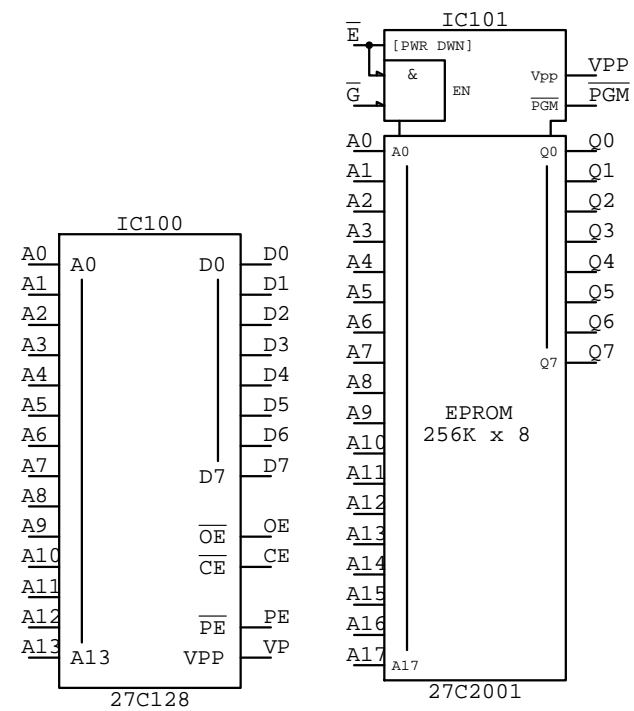 IC100
A0
A1
A2
A3
A4
A5
A6
A7
A8
A9
A10
A11
A12
A13
A0
A13
D0
D7
OE
CE
PE
VPP
D0
D1
D2
D3
D4
D5
D6
D7
OE
CE
PE
VP
27C128
IC101
E
[PWR DWN]
&
G
EN
Vpp
PGM
VPP
PGM
A0
A1
A2
A3
A4
A5
A6
A7
A8
A9
A10
A11
A12
A13
A14
A15
A16
A17
A0
A17
EPROM
256K x 8
Q0
Q7
Q0
Q1
Q2
Q3
Q4
Q5
Q6
Q7
27C2001